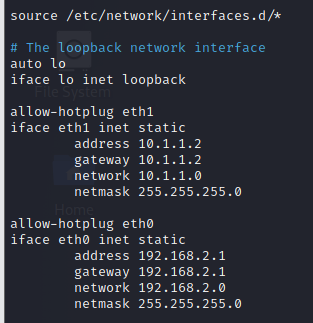 source /etc/network/interfaces.d/*
# The loopback network interface
auto lo
iface lo inet loopback
File System
allow-hotplug eth1
iface eth1 inet static
address 10.1.1.2
gateway 10.1.1.2
network 10.1.1.0
netmask 255.255.255.0
Home
allow-hotplug eth0
iface eth0 inet static
address 192.168.2.1
gateway 192.168.2.1
network 192.168.2.0
netmask 255.255.255.0